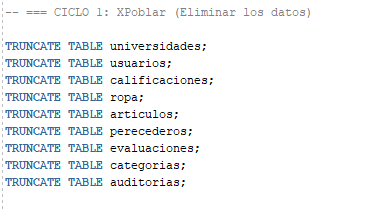 -- === CICLO 1: XPoblar (Eliminar los datos)
TRUNCATE TABLE universidades;
TRUNCATE TABLE usuarios;
TRUNCATE TABLE calificaciones;
TRUNCATE TABLE ropa;
TRUNCATE TABLE articulos;
TRUNCATE TABLE perecederos;
TRUNCATE TABLE evaluaciones;
TRUNCATE TABLE categorias;
TRUNCATE TABLE auditorias;